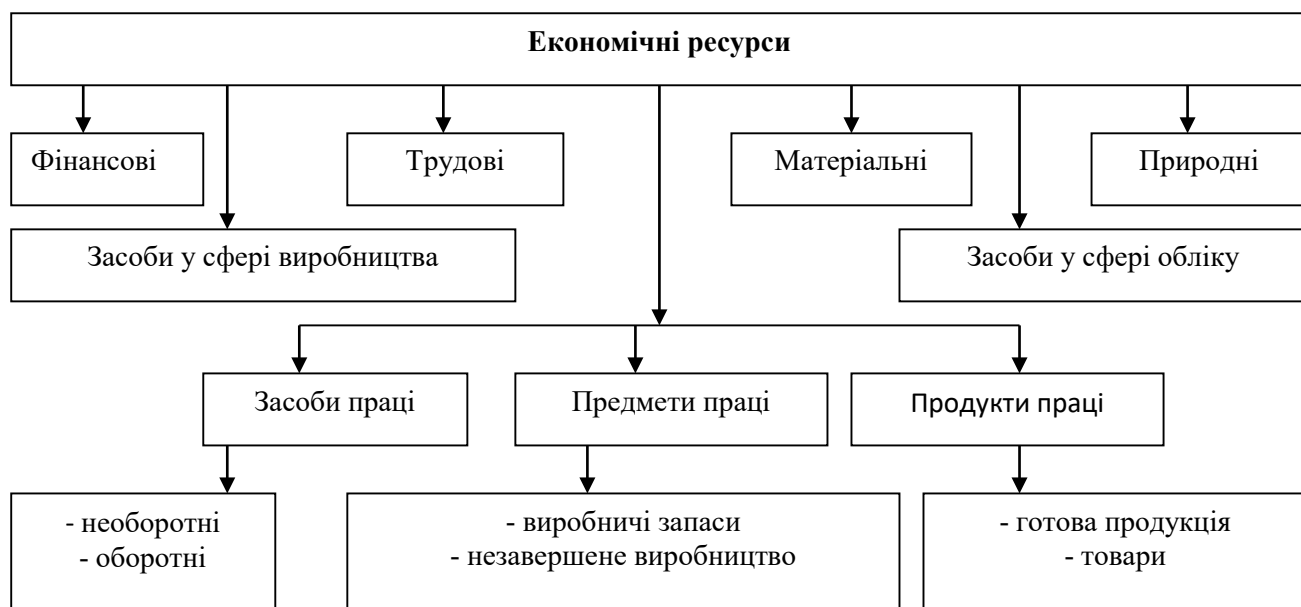 Економічні ресурси
Фінансові
Трудові
Матеріальні
Природні
Засоби у сфері виробництва
Засоби у сфері обліку
Засоби праці
Предмети праці
Продукти праці
- необоротні
- оборотні
- виробничі запаси
- незавершене виробництво
- готова продукція
- товари